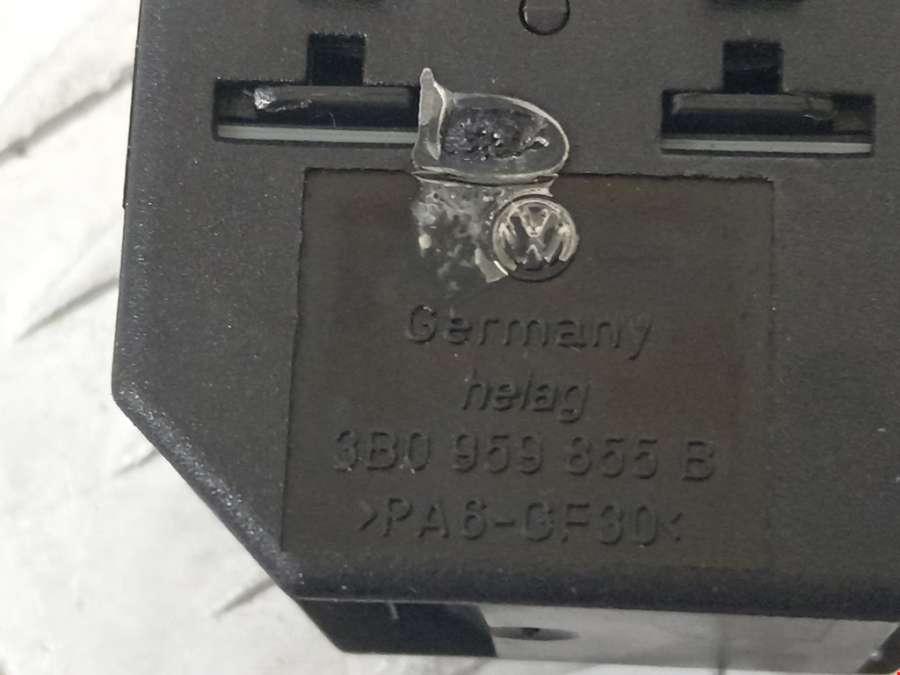 Germany
helag
3B0 959 855 B
>PA6-GF30<